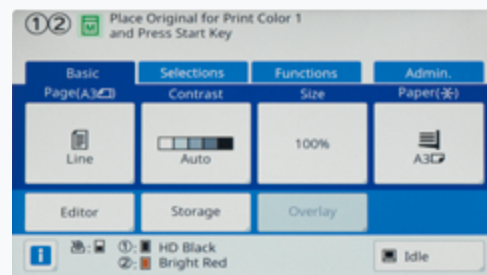 ①② Place Original for Print Color 1
and Press Start Key
Basic Selections Functions Admin.
Page(A3) Contrast Size Paper(-)
Line Auto 100% A3
Editor Storage Overlay
①: HD Black
②: Bright Red
Idle